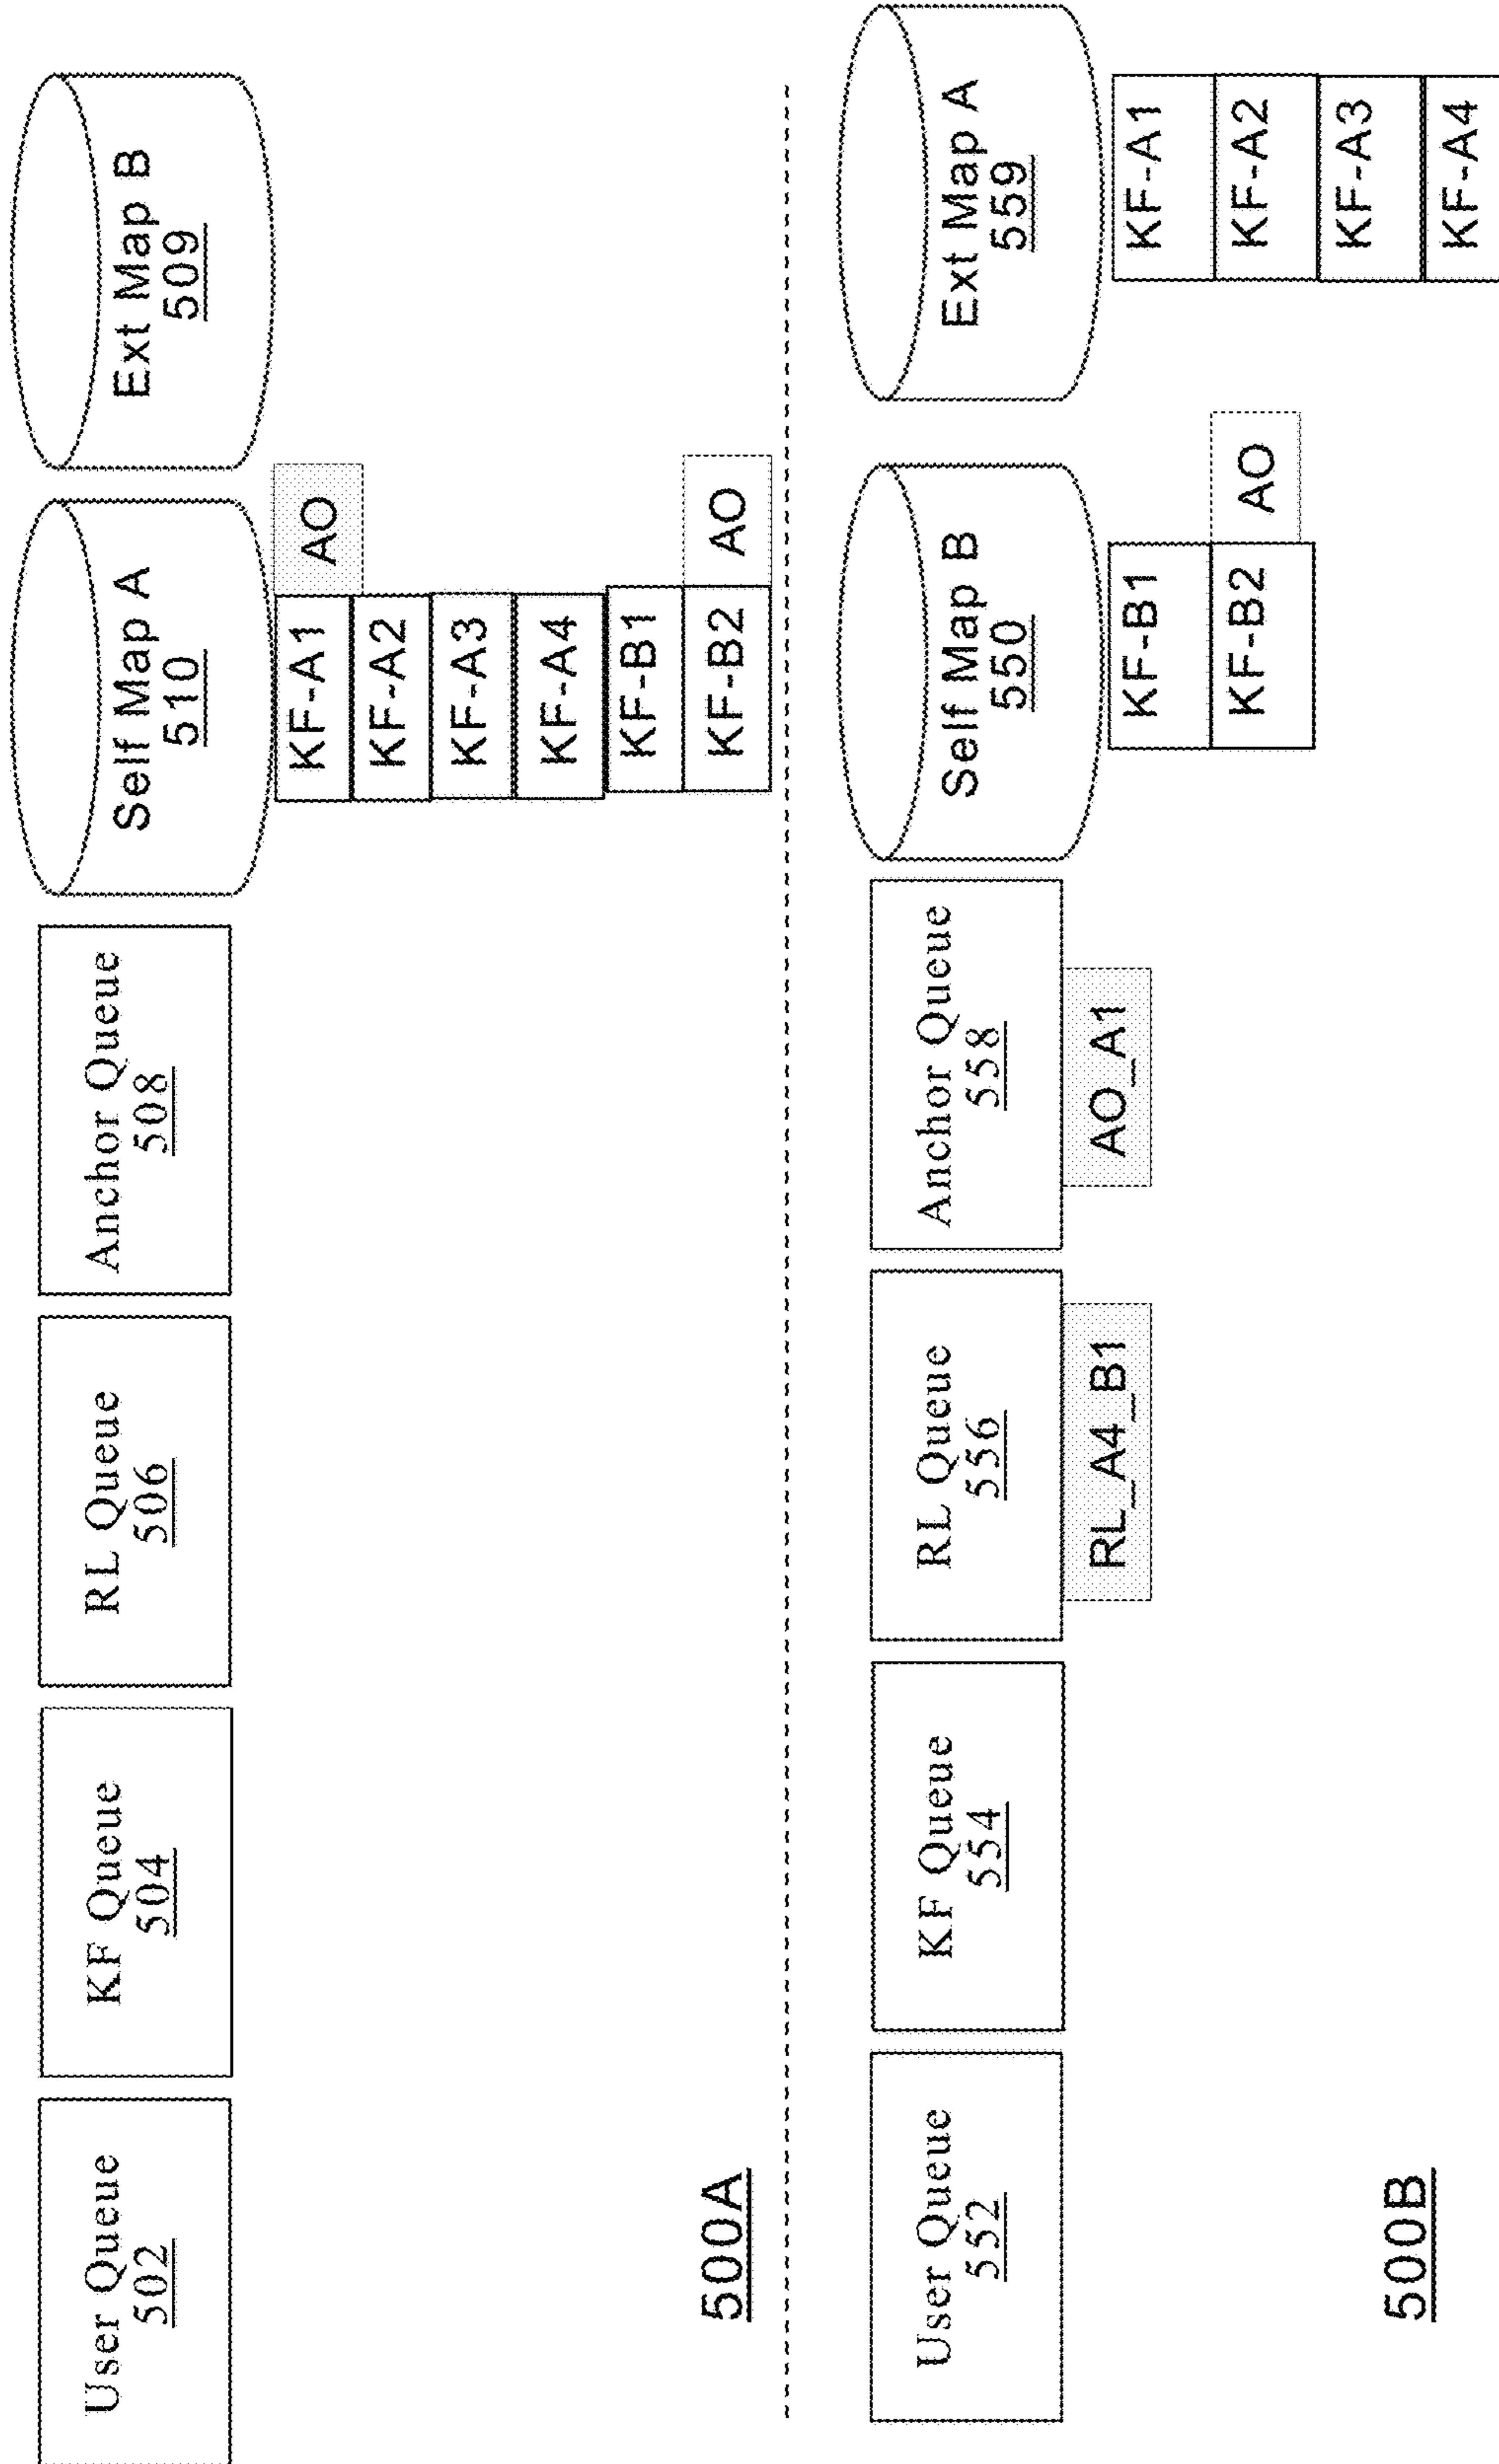 User Queue
502
KF Queue
504
RL Queue
506
Anchor Queue
508
Self Map A
510
Ext Map B
509
KF-A1
AO
KF-A2
KF-A3
KF-A4
KF-B1
KF-B2
AO
500A
User Queue
552
KF Queue
554
RL Queue
556
Anchor Queue
558
Self Map B
550
Ext Map A
559
RL_A4_B1
AO_A1
KF-B1
KF-B2
AO
KF-A1
KF-A2
KF-A3
KF-A4
500B